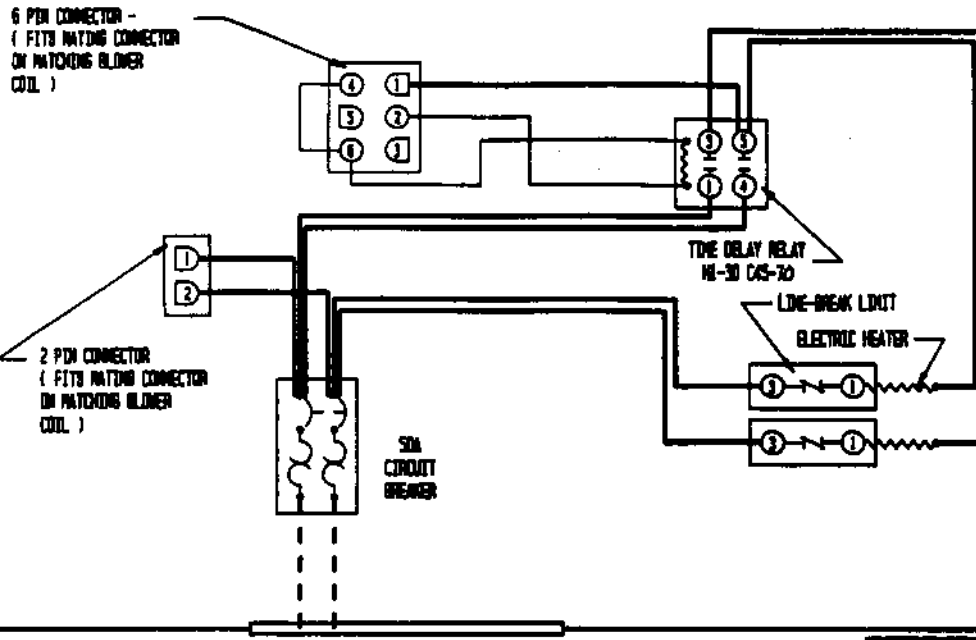 6 PIN CONNECTOR -
( FITS MATING CONNECTOR
ON MATCHING BLOWER
COIL )
4 1
5 2
6 3
3 5
1 4
TIME DELAY RELAY
1
2
LINE-BREAK LIMIT
ELECTRIC HEATER
2 PIN CONNECTOR
( FITS MATING CONNECTOR
ON MATCHING BLOWER
COIL )
3 1
3 1
50A
CIRCUIT
BREAKER